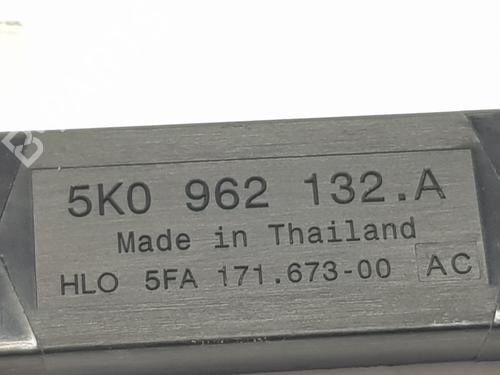 5K0 962 132.A
Made in Thailand
HLO 5FA 171.673-00 AC